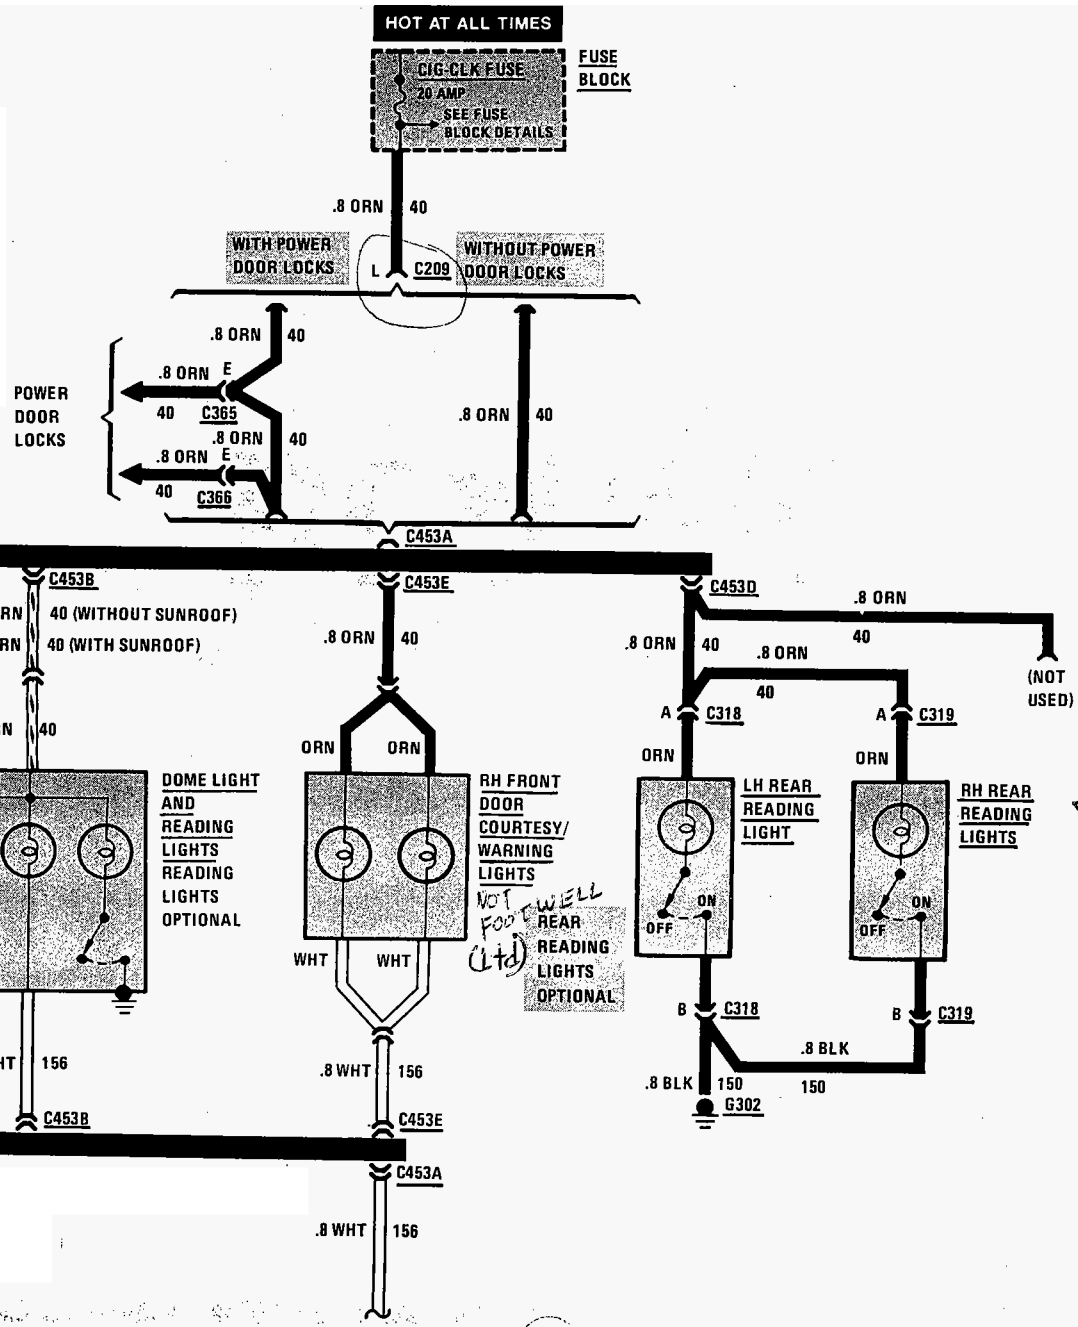 HOT AT ALL TIMES
CIG-CLK FUSE
20 AMP
SEE FUSE
BLOCK DETAILS
FUSE
BLOCK
.8 ORN 40
WITH POWER
DOOR LOCKS
L C209
WITHOUT POWER
DOOR LOCKS
.8 ORN 40
.8 ORN E
40 C365
POWER
DOOR
LOCKS
.8 ORN 40
.8 ORN 40
.8 ORN E
40 C366
C453A
C453B
C453E
C453D
RN 40 (WITHOUT SUNROOF)
RN 40 (WITH SUNROOF)
.8 ORN 40
.8 ORN
40
.8 ORN 40
.8 ORN
40
(NOT
USED)
A C318
A C319
N 40
ORN ORN
ORN
ORN
DOME LIGHT
AND
READING
LIGHTS
READING
LIGHTS
OPTIONAL
RH FRONT
DOOR
COURTESY/
WARNING
LIGHTS
NOT
FOOTWELL
(Ltd)
REAR
READING
LIGHTS
OPTIONAL
LH REAR
READING
LIGHT
ON
OFF
RH REAR
READING
LIGHTS
ON
OFF
WHT WHT
B C318
B C319
HT 156
.8 WHT 156
.8 BLK
150
.8 BLK 150
G302
C453B
C453E
C453A
.8 WHT 156